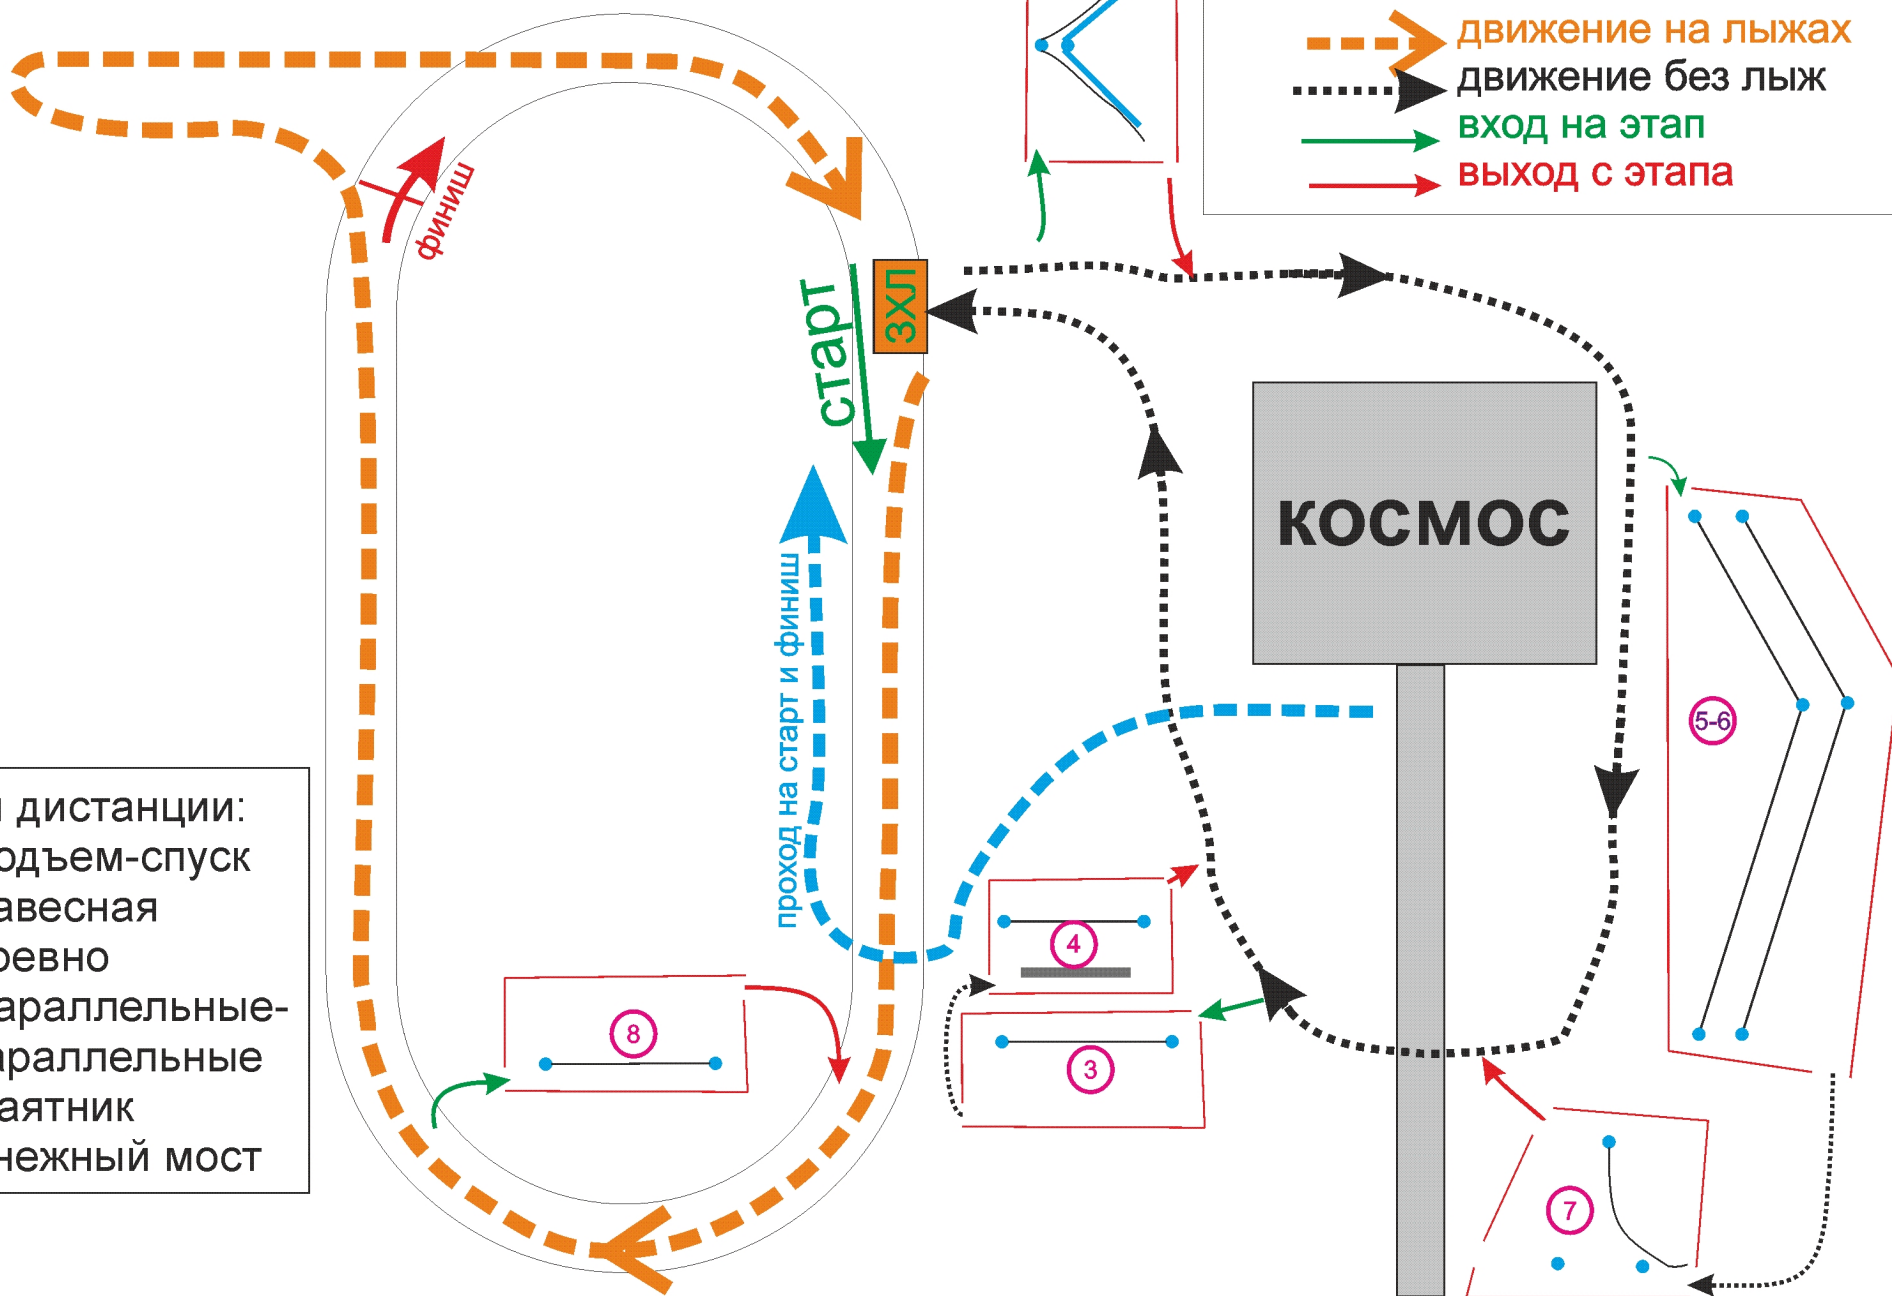 движение на лыжах
движение без лыж
вход на этап
выход с этапа
финиш
старт
ЗХЛ
космос
проход на старт и финиш
5-6
4
3
8
7
дистанции:
одъем-спуск
авесная
ревно
араллельные-
араллельные
аятник
нежный мост